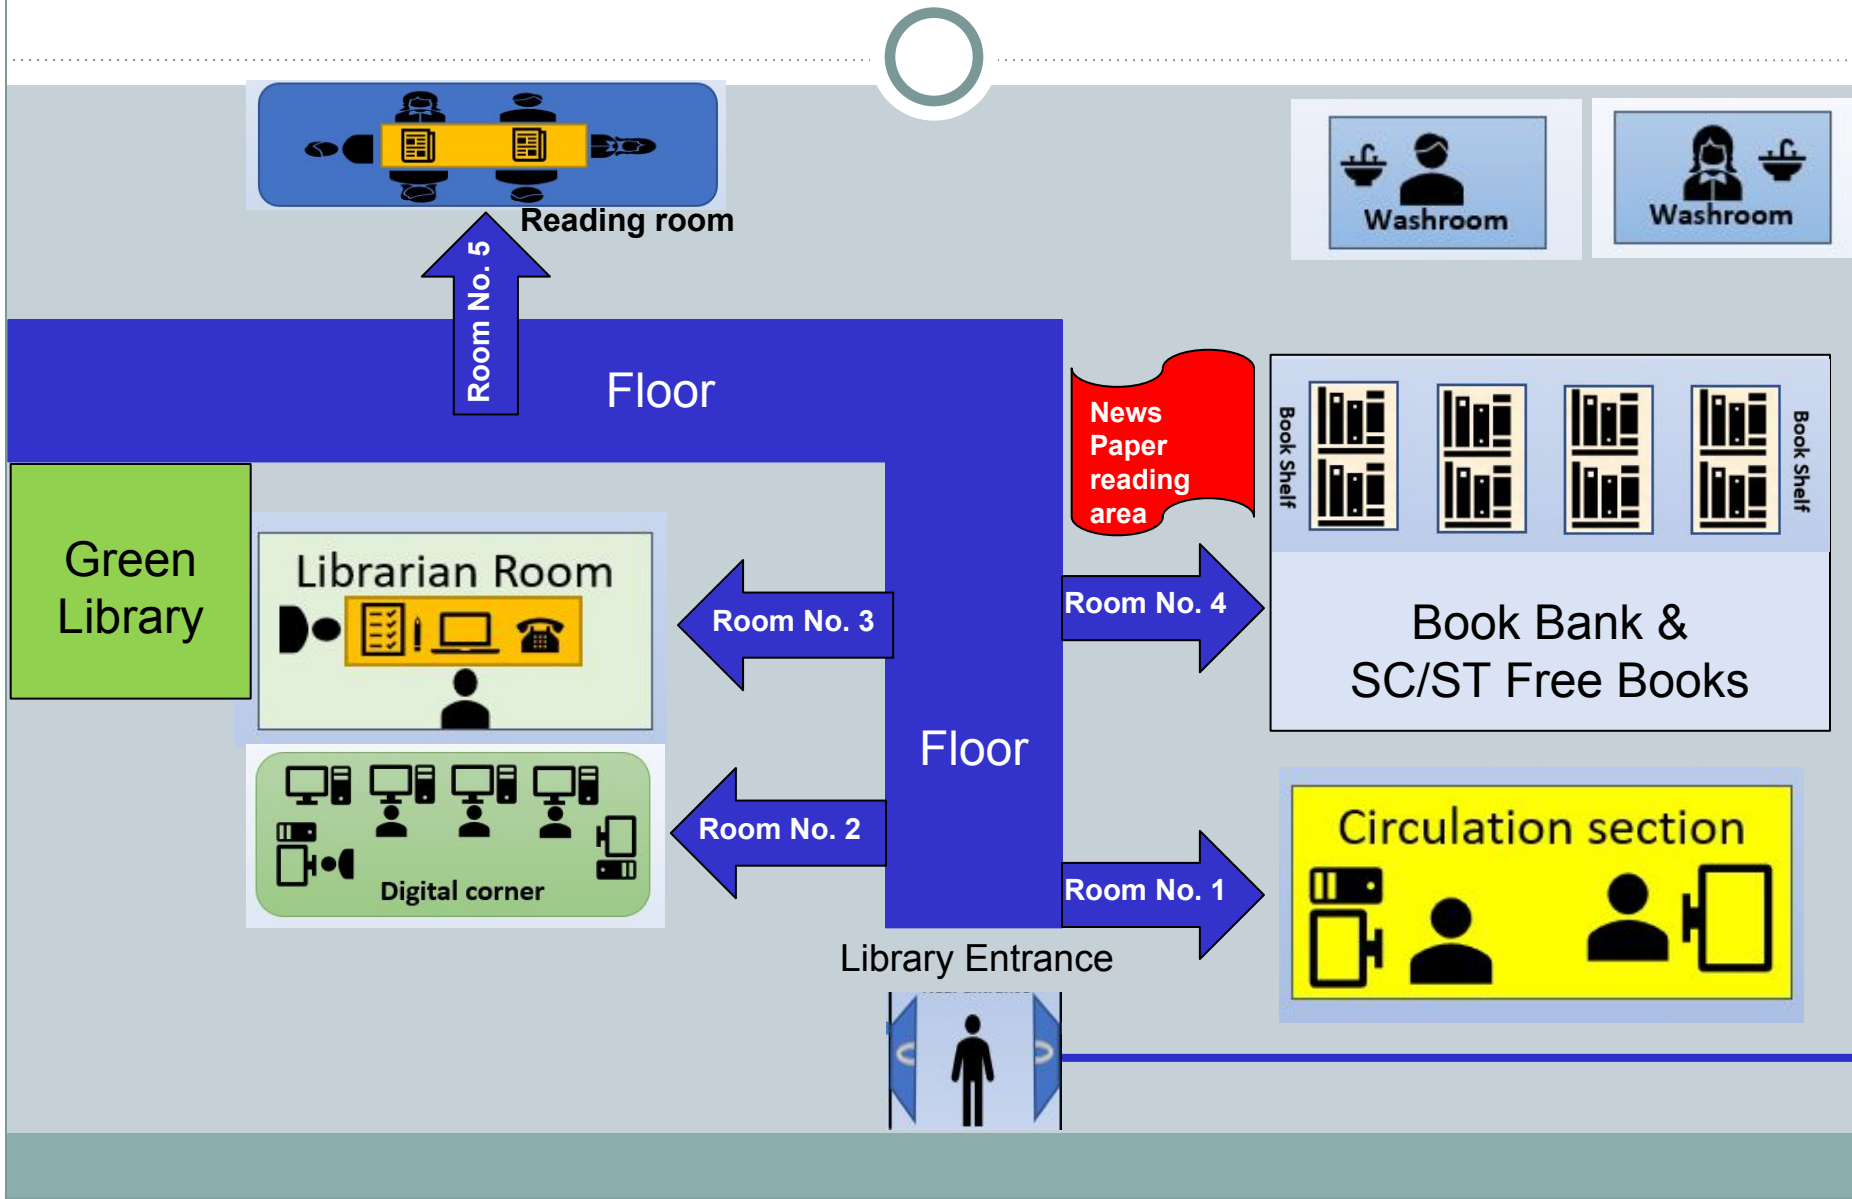 Reading room
Washroom
Washroom
Room No. 5
Floor
News
Paper
reading
area
Book Shelf
Book Shelf
Green
Library
Librarian Room
Room No. 3
Room No. 4
Book Bank &
SC/ST Free Books
Floor
Room No. 2
Digital corner
Circulation section
Room No. 1
Library Entrance